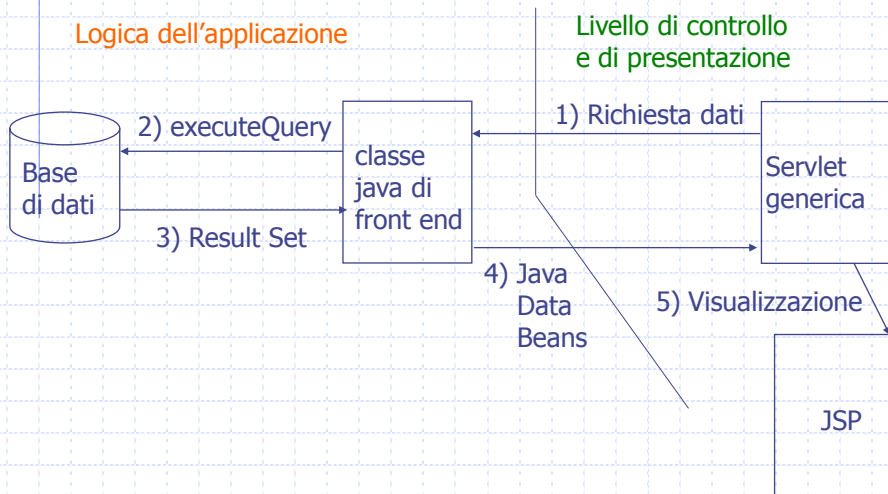 Logica dell'applicazione
Livello di controllo
e di presentazione
1) Richiesta dati
2) executeQuery
classe
java di
front end
Base
di dati
Servlet
generica
3) Result Set
4) Java
Data
Beans
5) Visualizzazione
JSP